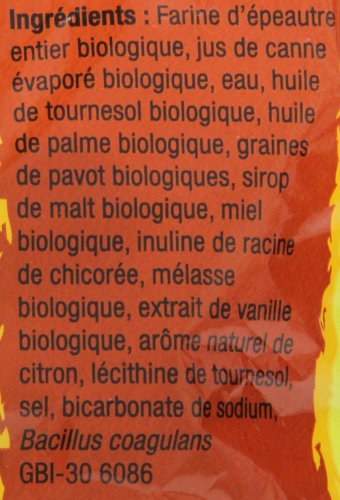 Ingrédients : Farine d'épeautre
entier biologique, jus de canne
évaporé biologique, eau, huile
de tournesol biologique, huile
de palme biologique, graines
de pavot biologiques, sirop
de malt biologique, miel
biologique, inuline de racine
de chicorée, mélasse
biologique, extrait de vanille
biologique, arôme naturel de
citron, lécithine de tournesol,
sel, bicarbonate de sodium,
Bacillus coagulans
GBI-30 6086